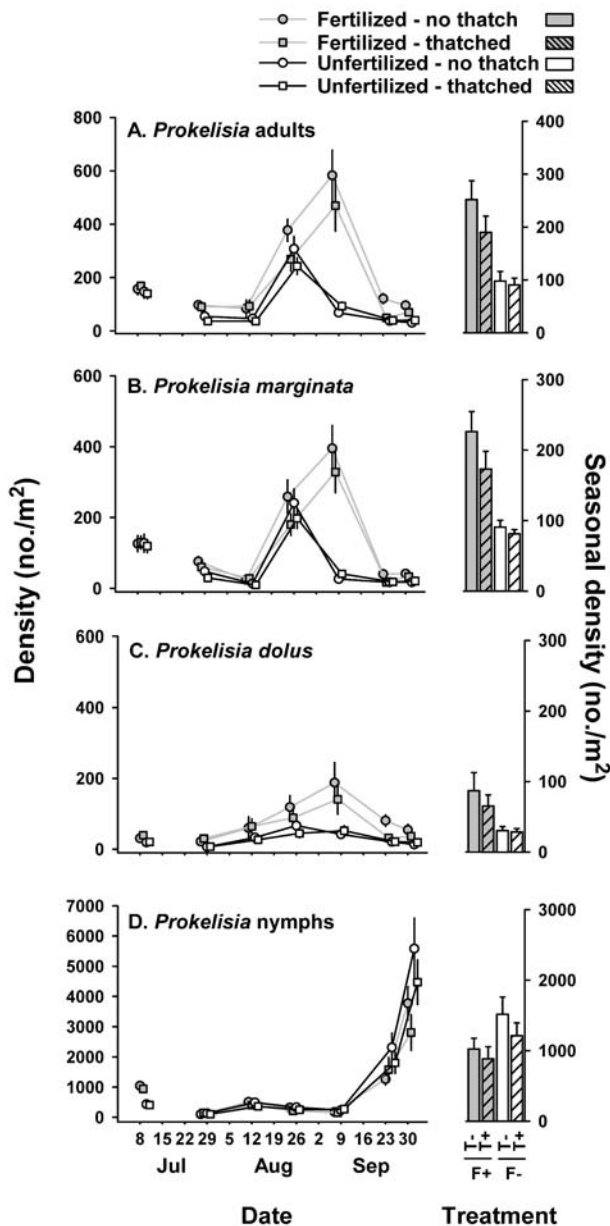 Fertilized - no thatch
Fertilized - thatched
Unfertilized - no thatch
Unfertilized - thatched
A. Prokelisia adults
800
600
400
200
0
400
300
200
100
0
B. Prokelisia marginata
600
400
200
0
300
200
100
0
C. Prokelisia dolus
600
400
200
0
300
200
100
0
D. Prokelisia nymphs
7000
6000
5000
4000
3000
2000
1000
0
3000
2000
1000
0
Density (no./m²)
Seasonal density (no./m²)
8 15 22 29 5 12 19 26 2 9 16 23 30
Jul Aug Sep
T- T+ T- T+
F+ F-
Date Treatment